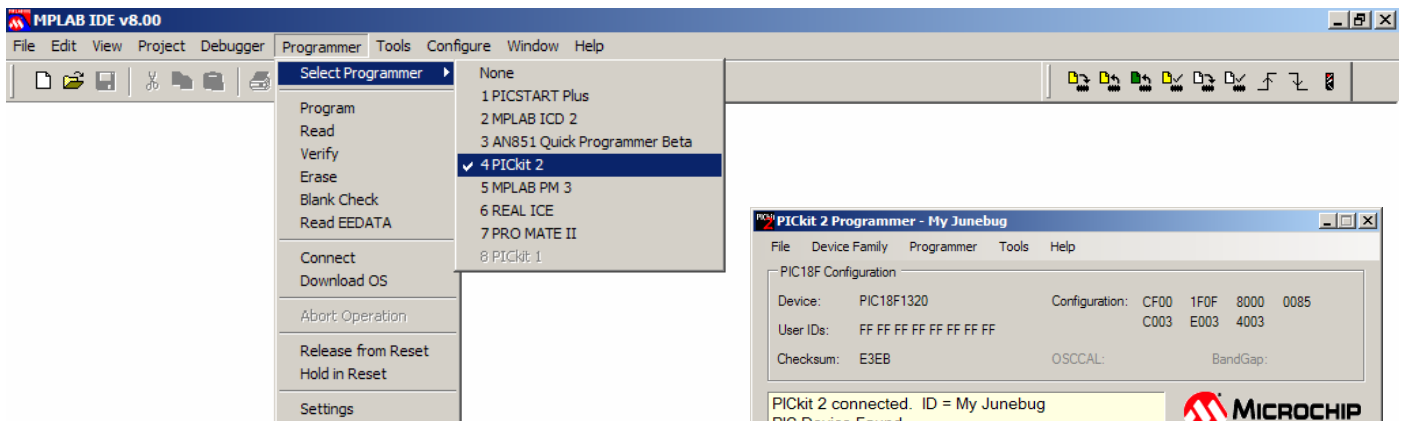 MPLAB IDE v8.00
File Edit View Project Debugger Programmer Tools Configure Window Help
Select Programmer
Program
Read
Verify
Erase
Blank Check
Read EEDATA
Connect
Download OS
Abort Operation
Release from Reset
Hold in Reset
Settings
None
1 PICSTART Plus
2 MPLAB ICD 2
3 AN851 Quick Programmer Beta
4 PICkit 2
5 MPLAB PM 3
6 REAL ICE
7 PRO MATE II
8 PICkit 1
PICkit 2 Programmer - My Junebug
File Device Family Programmer Tools Help
PIC18F Configuration
Device: PIC18F1320 Configuration: CF00 1F0F 8000 0085
C003 E003 4003
User IDs: FF FF FF FF FF FF FF FF
Checksum: E3EB OSCCAL: BandGap:
PICkit 2 connected. ID = My Junebug
PIC Device Found
MICROCHIP